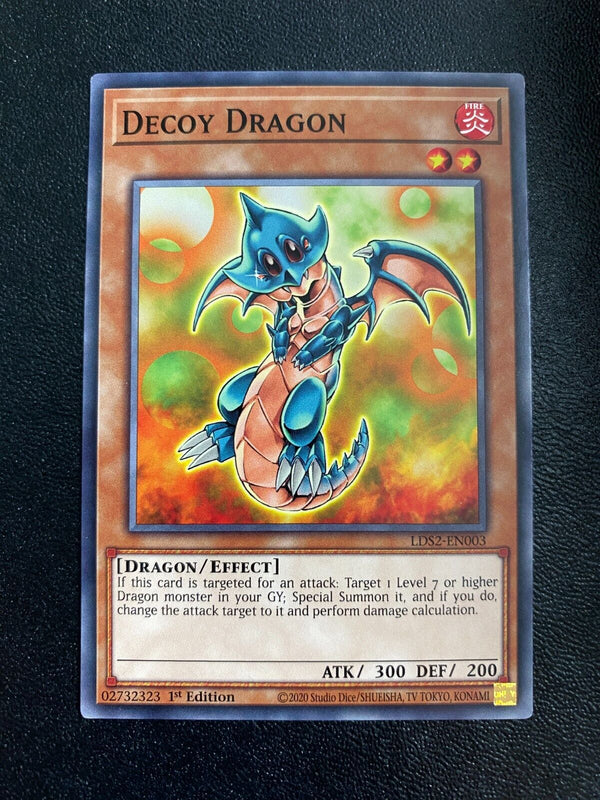 DECOY DRAGON
FIRE
炎
LDS2-EN003
[DRAGON/EFFECT]
If this card is targeted for an attack: Target 1 Level 7 or higher
Dragon monster in your GY; Special Summon it, and if you do,
change the attack target to it and perform damage calculation.
ATK/ 300 DEF/ 200
02732323 1st Edition ©2020 Studio Dice/SHUEISHA, TV TOKYO, KONAMI